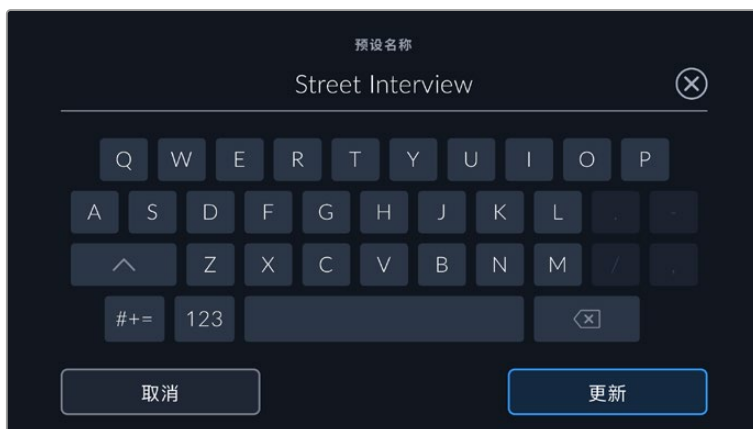 预设名称
Street Interview
Q W E R T Y U I O P
A S D F G H J K L . -
Z X C V B N M / ,
#+= 123
取消 更新